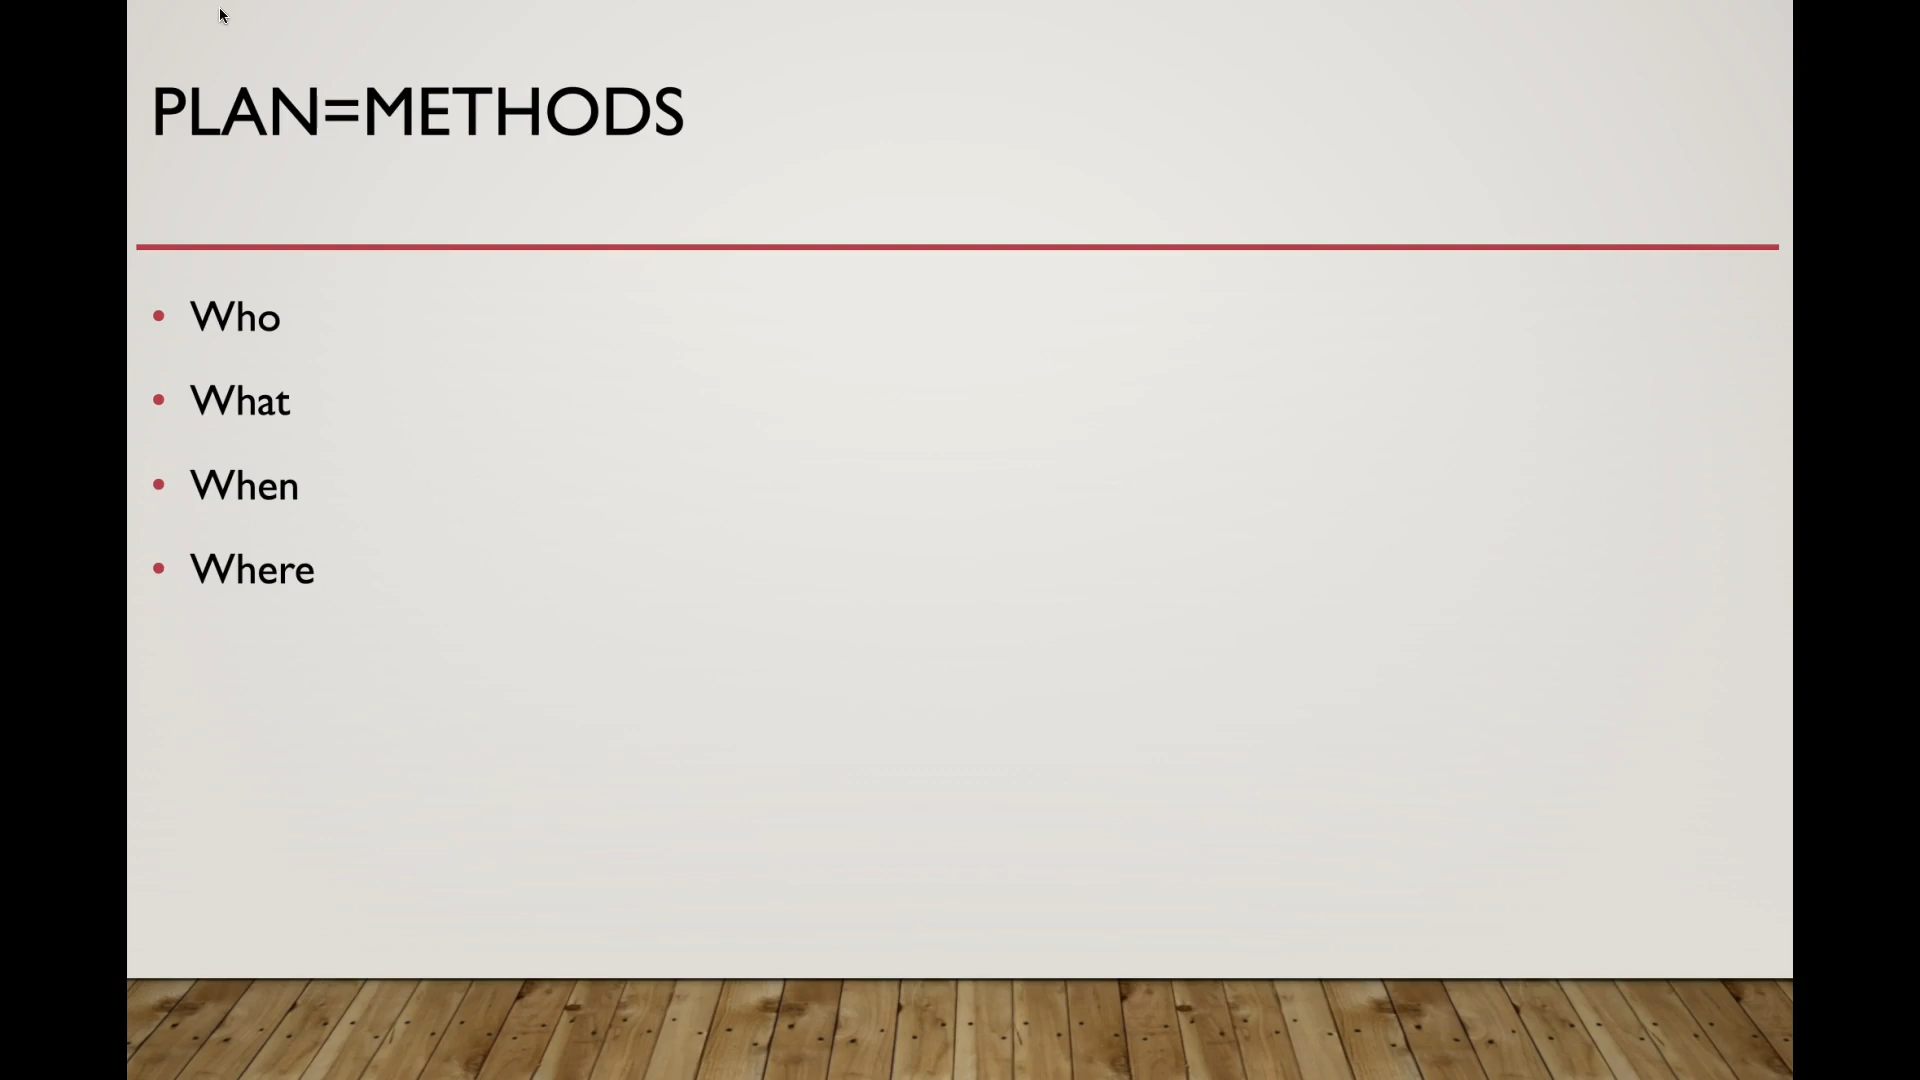 PLAN=METHODS
• Who
• What
• When
• Where